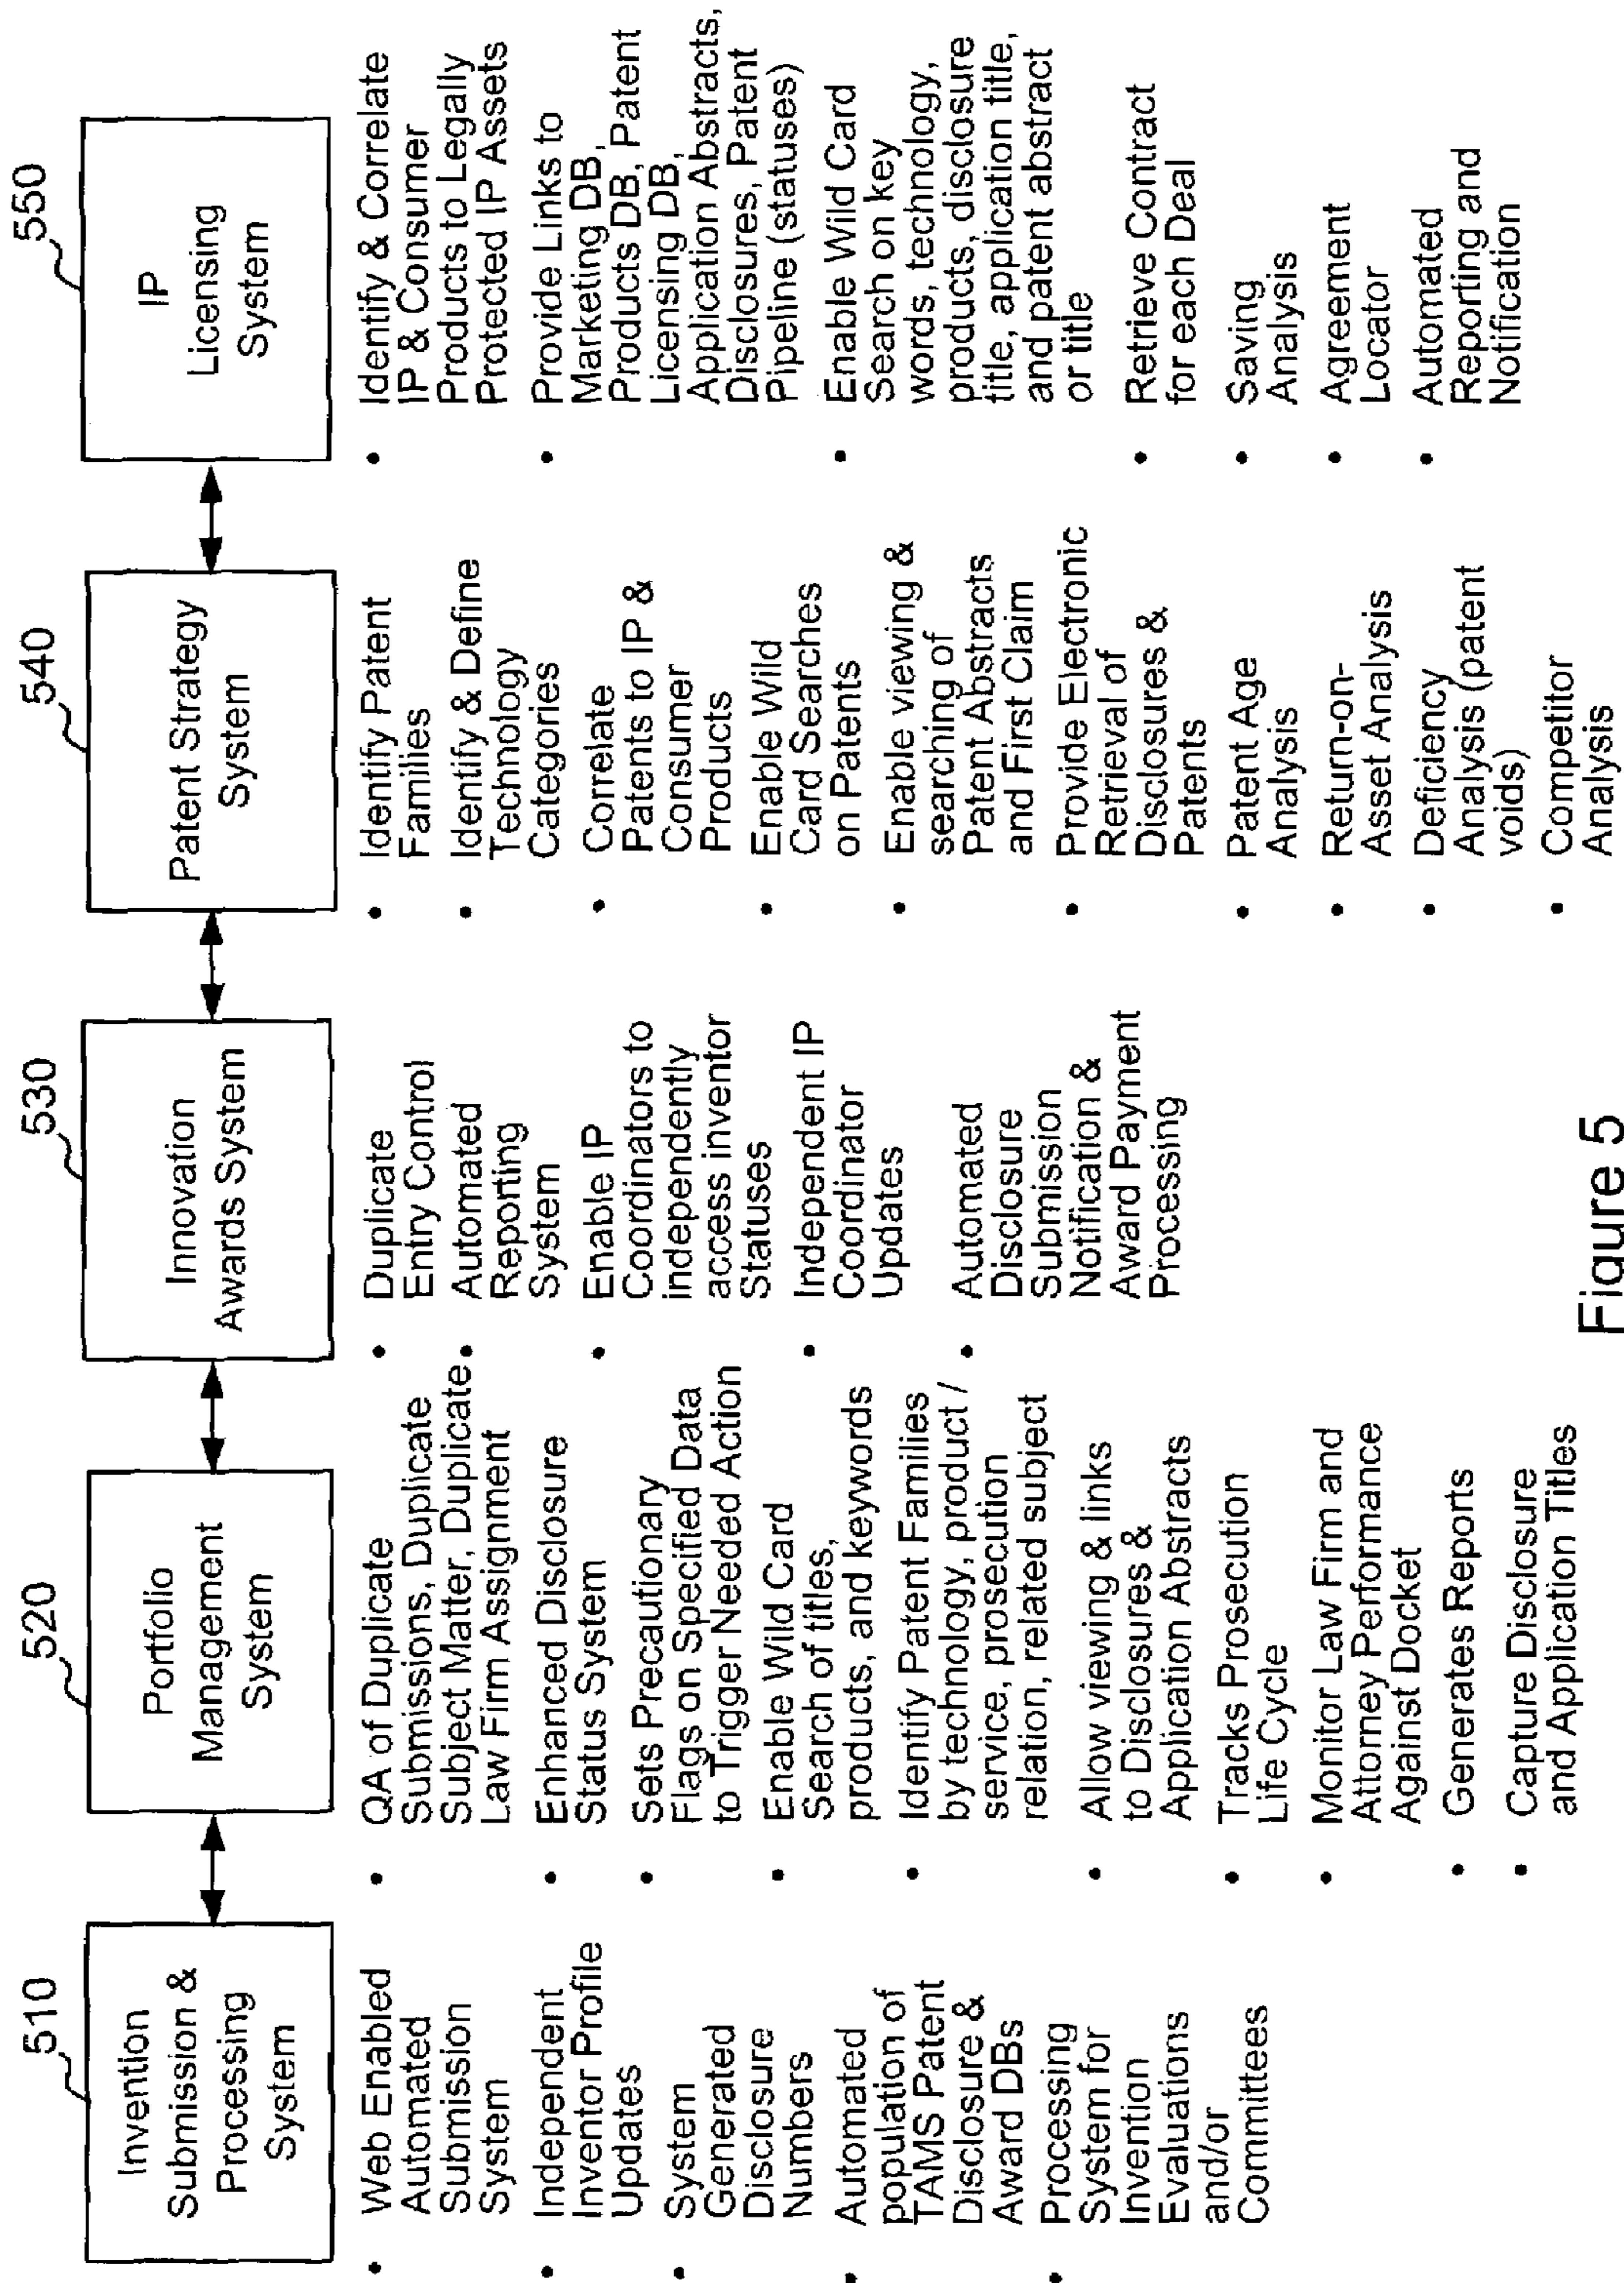 510
Invention
Submission &
Processing
System
• Web Enabled
Automated
Submission
System
• Independent
Inventor Profile
Updates
• System
Generated
Disclosure
Numbers
• Automated
population of
TAMS Patent
Disclosure &
Award DBs
• Processing
System for
Invention
Evaluations
and/or
Committees
520
Portfolio
Management
System
• QA of Duplicate
Submissions, Duplicate
Subject Matter, Duplicate
Law Firm Assignment
• Enhanced Disclosure
Status System
• Sets Precautionary
Flags on Specified Data
to Trigger Needed Action
• Enable Wild Card
Search of titles,
products, and keywords
• Identify Patent Families
by technology, product /
service, prosecution
relation, related subject
• Allow viewing & links
to Disclosures &
Application Abstracts
• Tracks Prosecution
Life Cycle
• Monitor Law Firm and
Attorney Performance
Against Docket
• Generates Reports
• Capture Disclosure
and Application Titles
530
Innovation
Awards System
• Duplicate
Entry Control
• Automated
Reporting
System
• Enable IP
Coordinators to
independently
access inventor
Statuses
• Independent IP
Coordinator
Updates
• Automated
Disclosure
Submission
Notification &
Award Payment
Processing
540
Patent Strategy
System
• Identify Patent
Families
• Identify & Define
Technology
Categories
• Correlate
Patents to IP &
Consumer
Products
• Enable Wild
Card Searches
on Patents
• Enable viewing &
searching of
Patent Abstracts
and First Claim
• Provide Electronic
Retrieval of
Disclosures &
Patents
• Patent Age
Analysis
• Return-on-
Asset Analysis
• Deficiency
Analysis (patent
voids)
• Competitor
Analysis
550
IP
Licensing
System
• Identify & Correlate
IP & Consumer
Products to Legally
Protected IP Assets
• Provide Links to
Marketing DB,
Products DB, Patent
Licensing DB,
Application Abstracts,
Disclosures, Patent
Pipeline (statuses)
• Enable Wild Card
Search on key
words, technology,
products, disclosure
title, application title,
and patent abstract
or title
• Retrieve Contract
for each Deal
• Saving
Analysis
• Agreement
Locator
• Automated
Reporting and
Notification
Figure 5